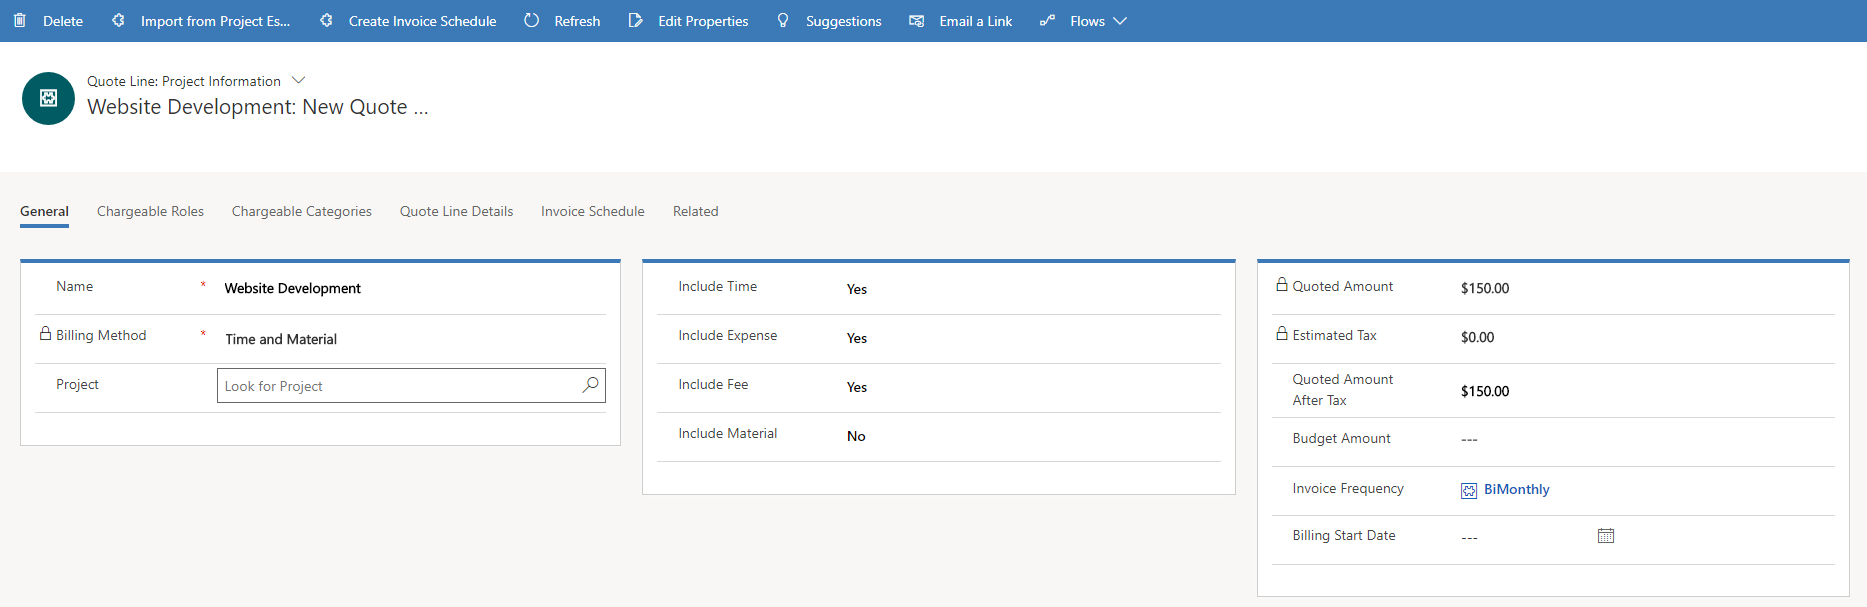 Delete Import from Project Es... Create Invoice Schedule Refresh Edit Properties Suggestions Email a Link Flows
Quote Line: Project Information
Website Development: New Quote ...
General Chargeable Roles Chargeable Categories Quote Line Details Invoice Schedule Related
Name * Website Development
Billing Method * Time and Material
Project Look for Project
Include Time Yes
Include Expense Yes
Include Fee Yes
Include Material No
Quoted Amount $150.00
Estimated Tax $0.00
Quoted Amount
After Tax $150.00
Budget Amount ---
Invoice Frequency BiMonthly
Billing Start Date ---